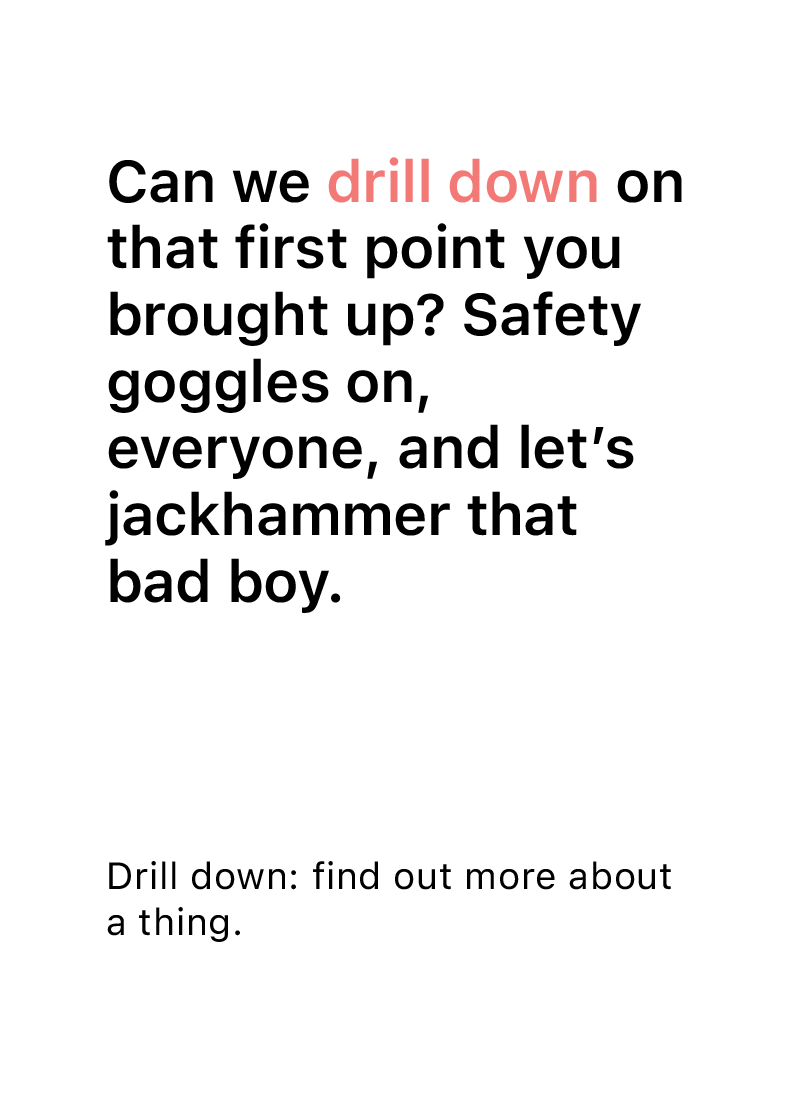 Can we drill down on
that first point you
brought up? Safety
goggles on,
everyone, and let’s
jackhammer that
bad boy.
Drill down: find out more about
a thing.